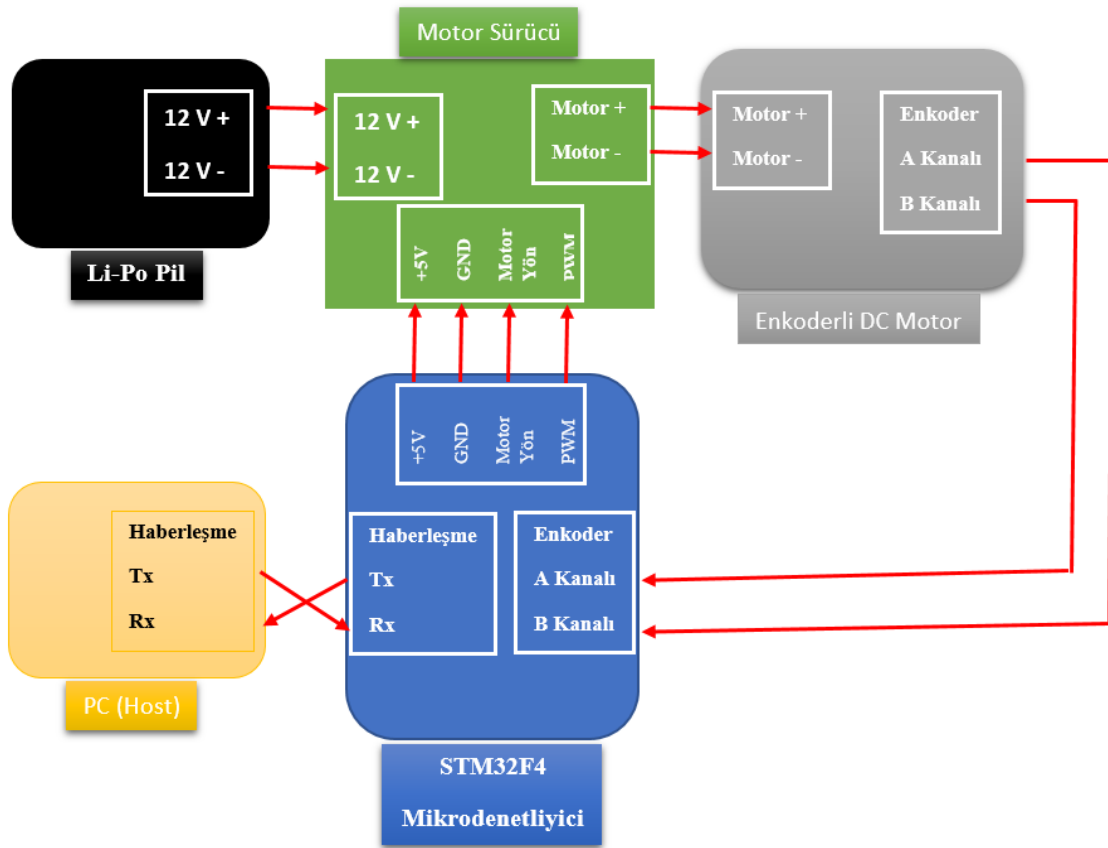 Motor Sürücü
12 V +
12 V -
Li-Po Pil
12 V +
12 V -
Motor +
Motor -
+5V
GND
Motor
Yön
PWM
Motor +
Motor -
Enkoder
A Kanalı
B Kanalı
Enkoderli DC Motor
+5V
GND
Motor
Yön
PWM
Haberleşme
Tx
Rx
PC (Host)
Haberleşme
Tx
Rx
Enkoder
A Kanalı
B Kanalı
STM32F4
Mikrodenetliyici